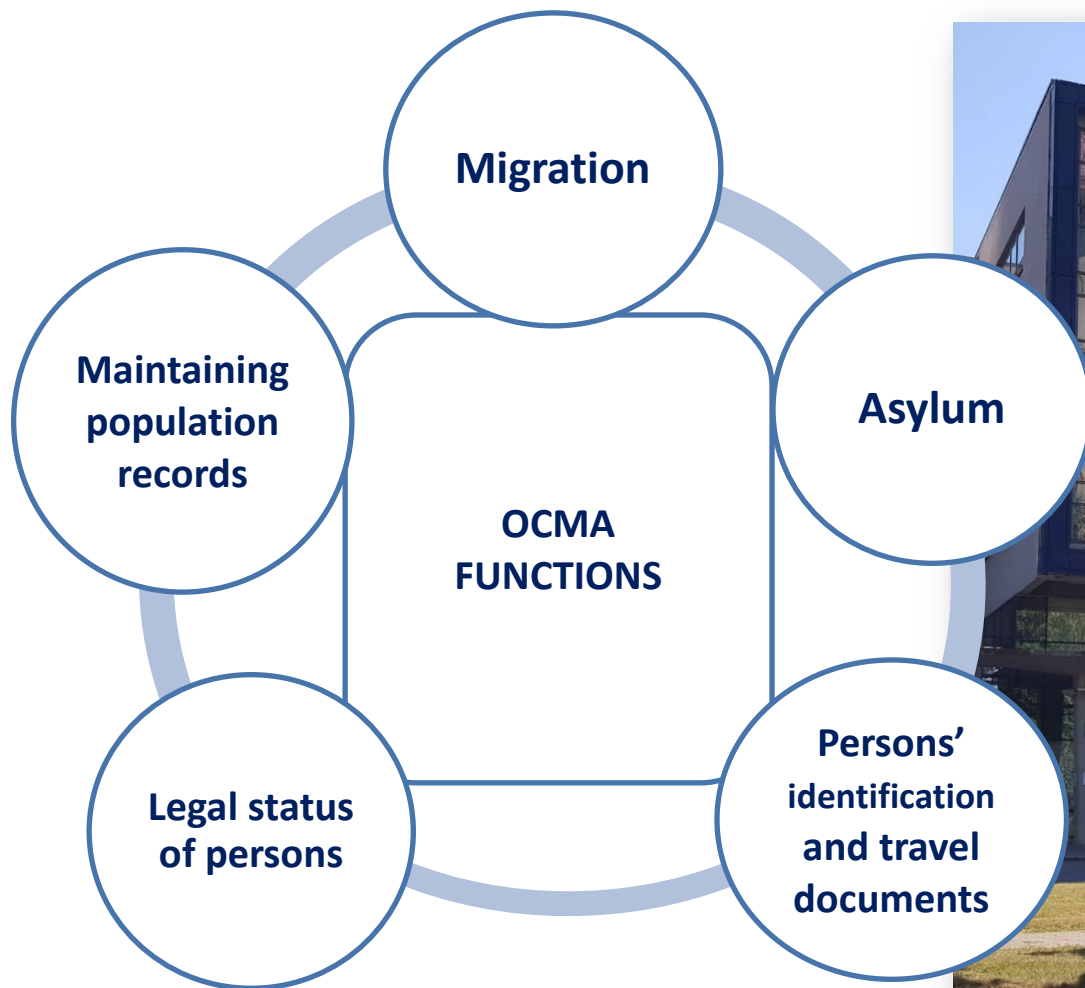 Migration
Asylum
Persons’
identification
and travel
documents
Legal status
of persons
Maintaining
population
records
OCMA
FUNCTIONS